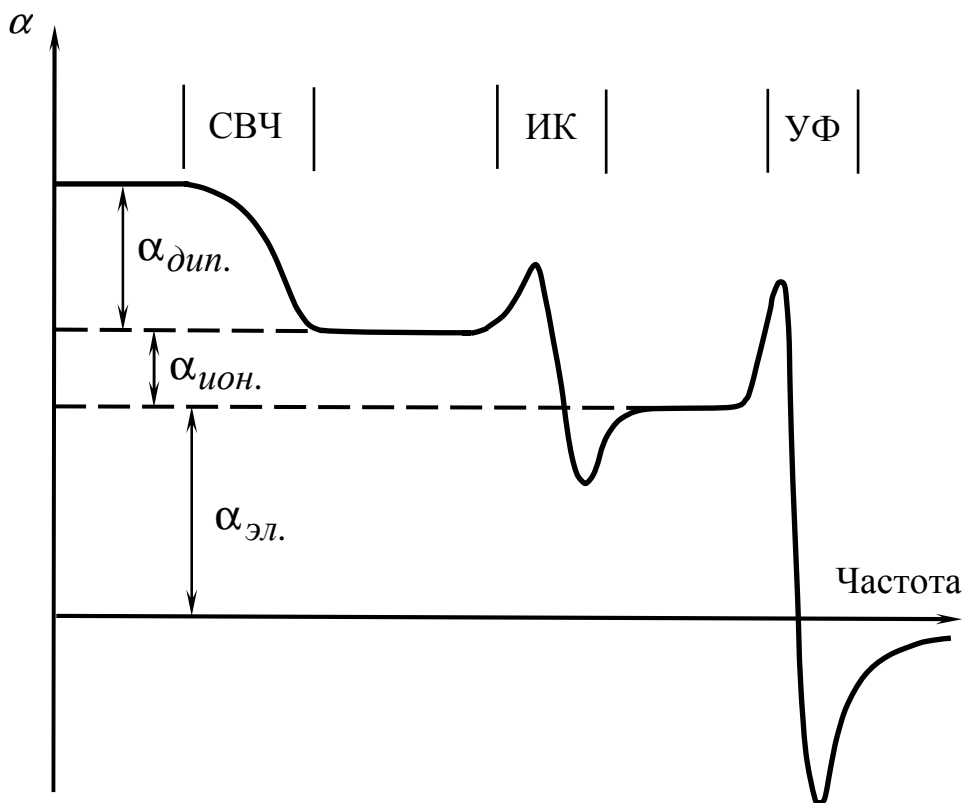 α
СВЧ
ИК
УФ
α дип.
α ион.
α эл.
Частота